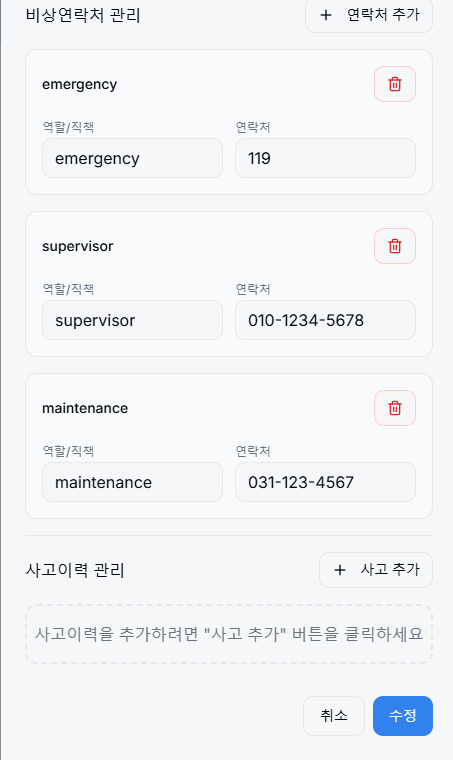 비상연락처 관리
+ 연락처 추가
emergency
역할/직책 연락처
emergency 119
supervisor
역할/직책 연락처
supervisor 010-1234-5678
maintenance
역할/직책 연락처
maintenance 031-123-4567
사고이력 관리
+ 사고 추가
사고이력을 추가하려면 "사고 추가" 버튼을 클릭하세요
취소 수정